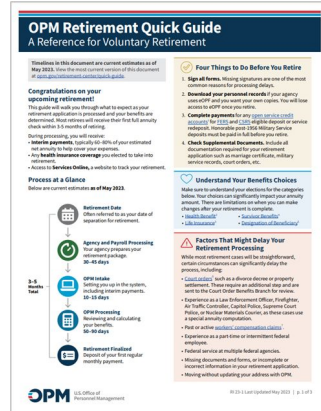 OPM Retirement Quick Guide
A Reference for Voluntary Retirement
Timelines in this document are current estimates as of
May 2023. View the most current version of this document
at opm.gov/retirement-center/quick-guide.
Congratulations on your
upcoming retirement!
This guide will walk you through what to expect as your
retirement application is processed and your benefits are
determined. Most retirees will receive their first full annuity
check within 3-5 months of retiring.
During processing, you will receive:
• Interim payments, typically 60-80% of your estimated
net annuity to help cover your expenses.
• Any health insurance coverage you elected to take into
retirement.
• Access to Services Online, a website to track your retirement.
Process at a Glance
Below are current estimates as of May 2023.
3–5
Months
Total
Retirement Date
Often referred to as your date of
separation for retirement.
Agency and Payroll Processing
Your agency prepares your
retirement package.
30–45 days
OPM Intake
Setting you up in the system,
including interim payments.
10–15 days
OPM Processing
Reviewing and calculating
your benefits.
50–90 days
Retirement Finalized
Deposit of your first regular
monthly payment.
Four Things to Do Before You Retire
1. Sign all forms. Missing signatures are one of the most
common reasons for processing delays.
2. Download your personnel records if your agency
uses eOPF and you want your own copies. You will lose
access to eOPF once you retire.
3. Complete payments for any open service credit
accounts for FERS and CSRS eligible deposit or service
redeposit. Honorable post-1956 Military Service
deposits must be paid in full before you retire.
4. Check Supplemental Documents. Include all
documentation required for your retirement
application such as marriage certificate, military
service records, court orders, etc.
Understand Your Benefits Choices
Make sure to understand your elections for the categories
below. Your choices can significantly impact your annuity
amount. There are limitations on when you can make
changes after your retirement is complete.
• Health Benefit
• Survivor Benefits
• Life Insurance
• Designation of Beneficiary
Factors That Might Delay Your
Retirement Processing
While most retirement cases will be straightforward,
certain circumstances can significantly delay the
process, including:
• Court orders such as a divorce decree or property
settlement. These require an additional step and are
sent to the Court Order Benefits Branch for review.
• Experience as a Law Enforcement Officer, Firefighter,
Air Traffic Controller, Capitol Police, Supreme Court
Police, or Nuclear Materials Courier, as these cases use
a special annuity computation.
• Past or active workers' compensation claims.
• Experience as a part-time or intermittent federal
employee.
• Federal service at multiple federal agencies.
• Missing documents and forms, or incomplete or
incorrect information in your retirement application.
• Moving without updating your address with OPM.
OPM
U.S. Office of
Personnel Management
RI 25-1 Last Updated May 2023 | p. 1 of 3